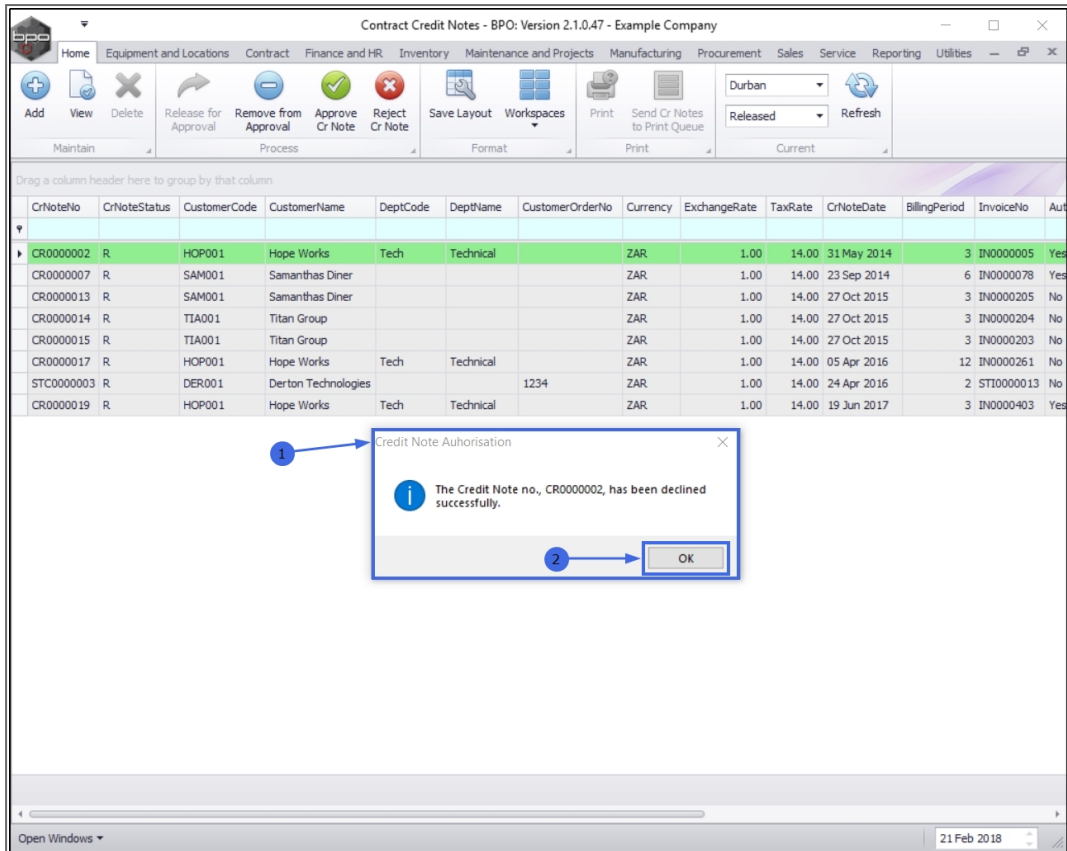 Contract Credit Notes - BPO: Version 2.1.0.47 - Example Company
bpo
Home Equipment and Locations Contract Finance and HR Inventory Maintenance and Projects Manufacturing Procurement Sales Service Reporting Utilities
Add View Delete Release for Approval Remove from Approval Approve Cr Note Reject Cr Note Save Layout Workspaces Print Send Cr Notes to Print Queue Durban Released Refresh
Maintain Process Format Print Current
Drag a column header here to group by that column
CrNoteNo CrNoteStatus CustomerCode CustomerName DeptCode DeptName CustomerOrderNo Currency ExchangeRate TaxRate CrNoteDate BillingPeriod InvoiceNo Aut
CR0000002 R HOP001 Hope Works Tech Technical ZAR 1.00 14.00 31 May 2014 3 IN0000005 Yes
CR0000007 R SAM001 Samanthas Diner ZAR 1.00 14.00 23 Sep 2014 6 IN0000078 Yes
CR0000013 R SAM001 Samanthas Diner ZAR 1.00 14.00 27 Oct 2015 3 IN0000205 No
CR0000014 R TIA001 Titan Group ZAR 1.00 14.00 27 Oct 2015 3 IN0000204 No
CR0000015 R TIA001 Titan Group ZAR 1.00 14.00 27 Oct 2015 3 IN0000203 No
CR0000017 R HOP001 Hope Works Tech Technical ZAR 1.00 14.00 05 Apr 2016 12 IN0000261 No
STC0000003 R DER001 Derton Technologies 1234 ZAR 1.00 14.00 24 Apr 2016 2 STI0000013 No
CR0000019 R HOP001 Hope Works Tech Technical ZAR 1.00 14.00 19 Jun 2017 3 IN0000403 Yes
1
Credit Note Auhorisation
The Credit Note no., CR0000002, has been declined
successfully.
2
OK
Open Windows
21 Feb 2018